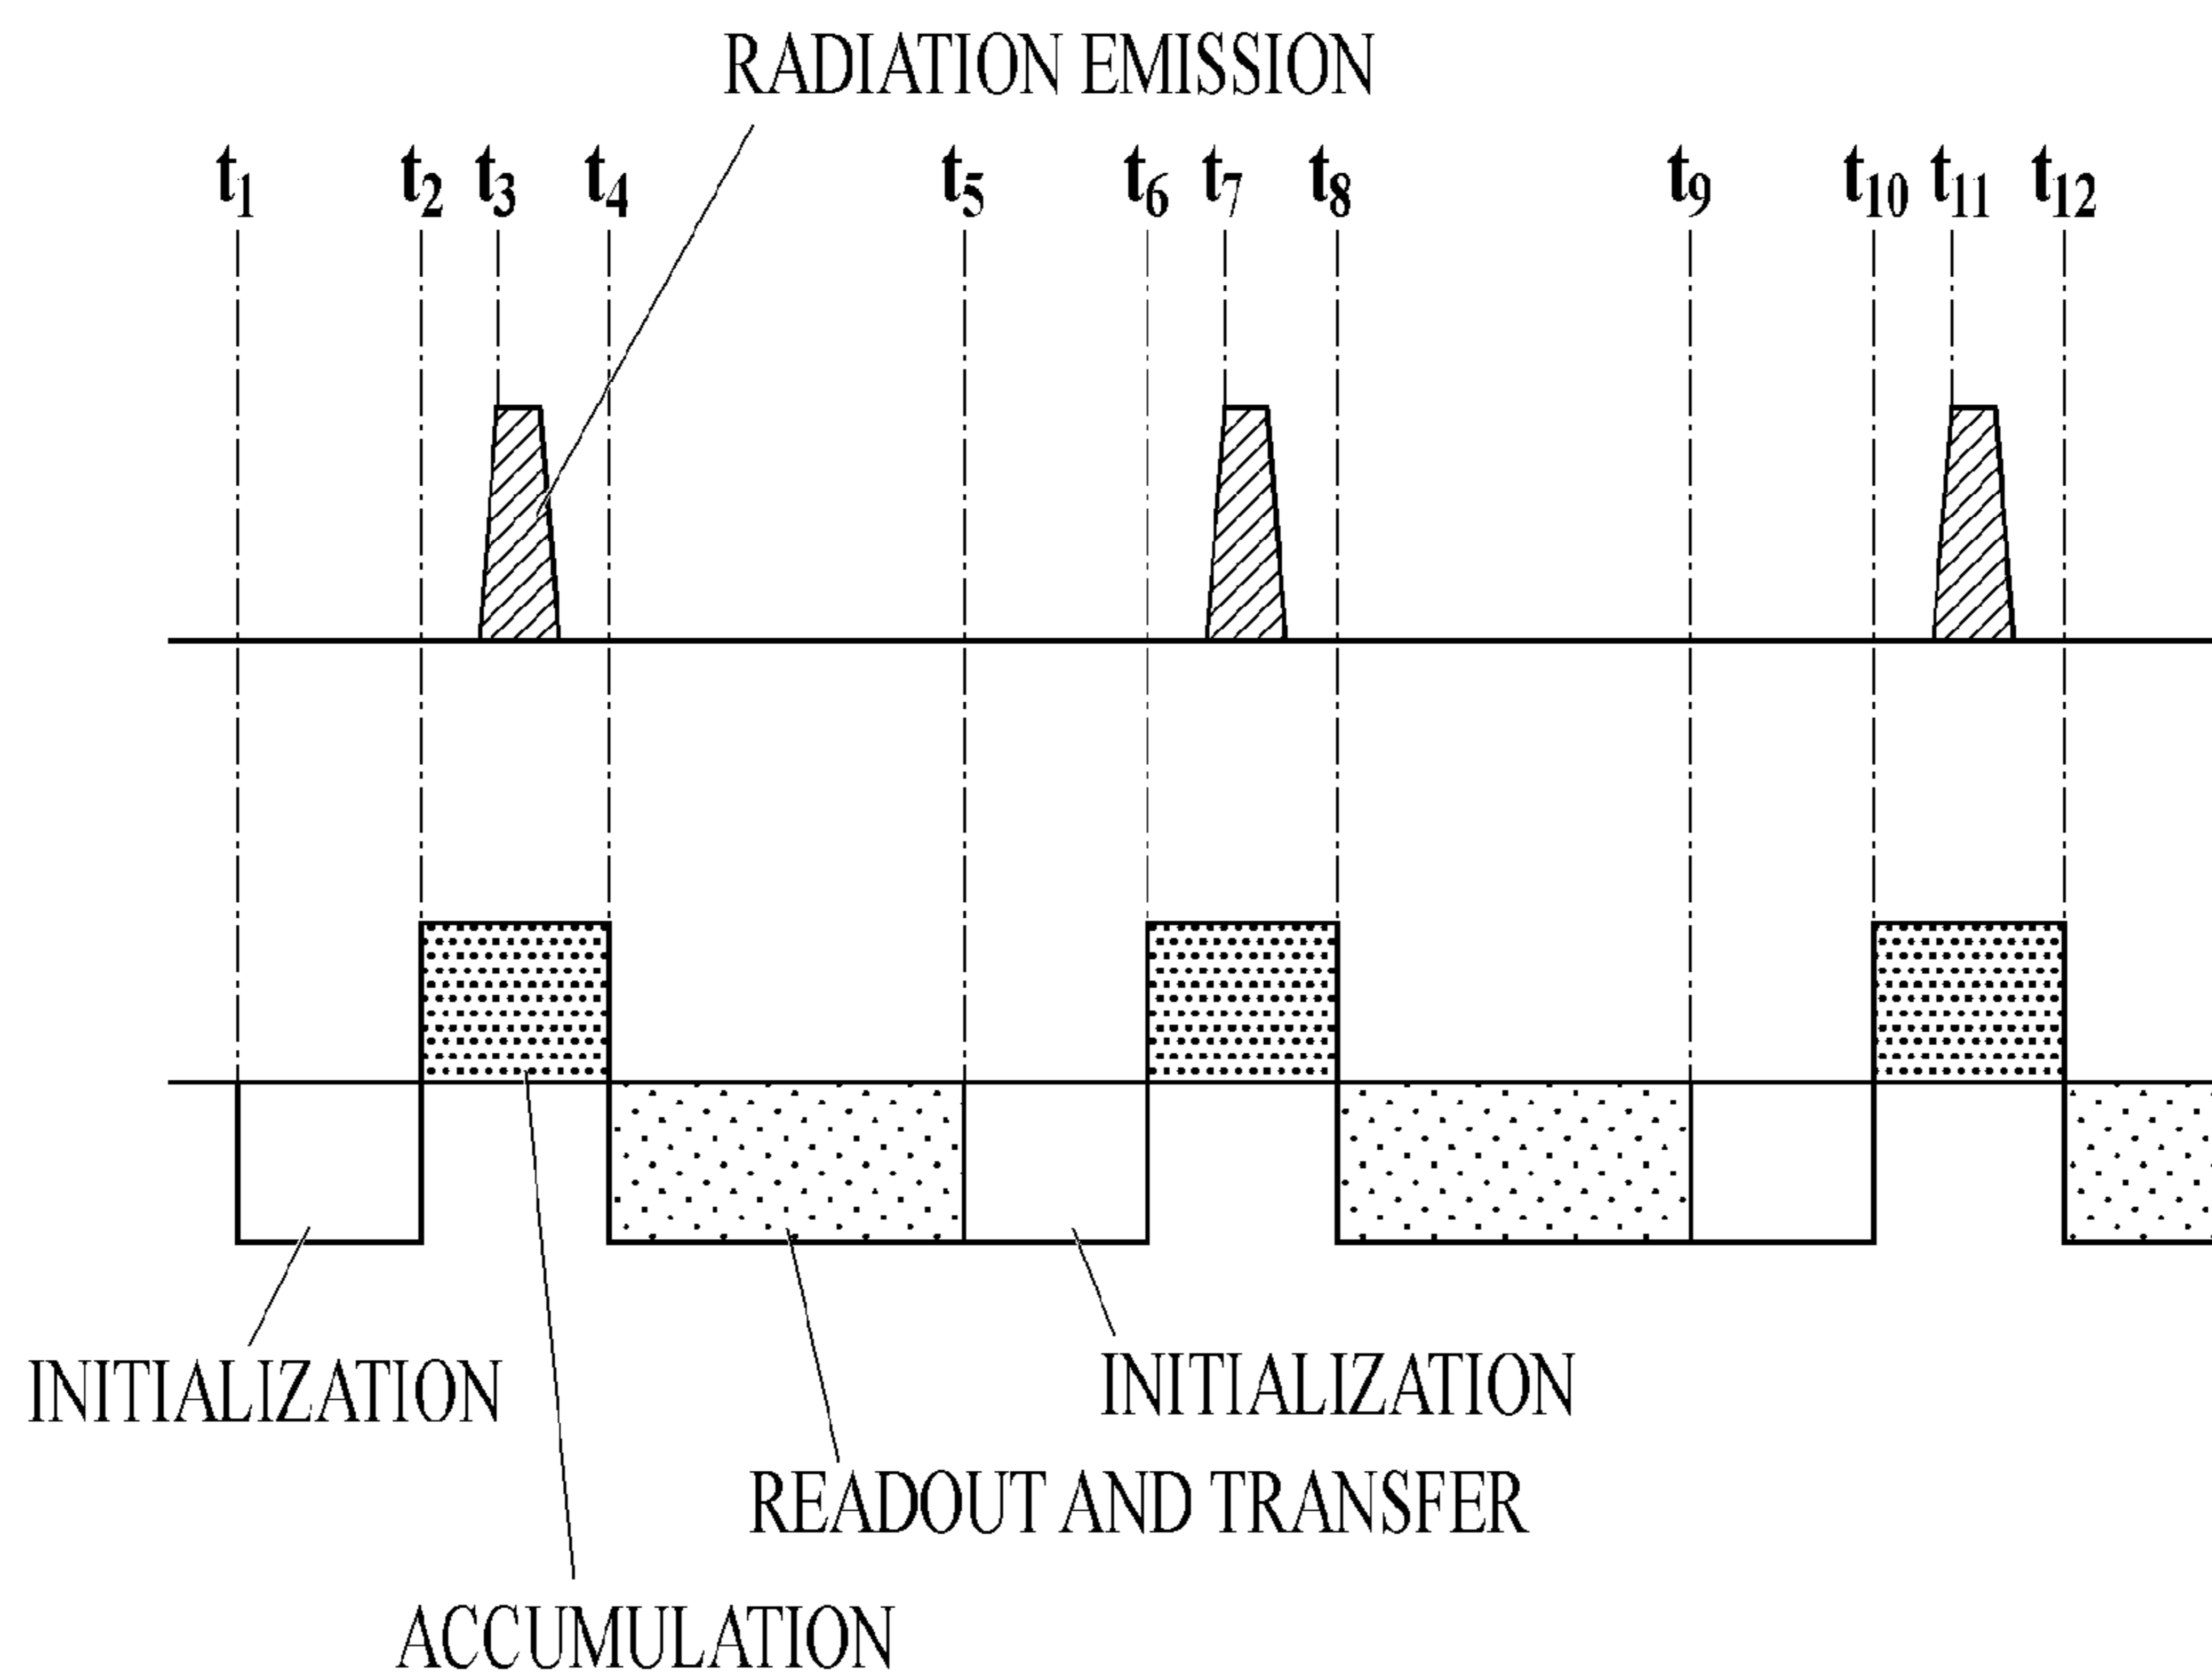 RADIATION EMISSION
t1 t2 t3 t4 t5 t6 t7 t8 t9 t10 t11 t12
INITIALIZATION
INITIALIZATION
READOUT AND TRANSFER
ACCUMULATION